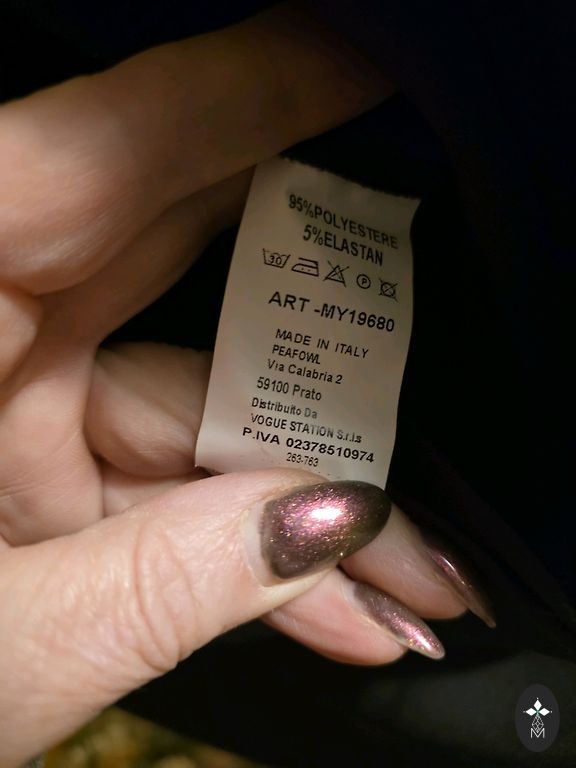 95%POLYESTERE
5%ELASTAN
30 P
ART -MY19680
MADE IN ITALY
PEAFOWL
Via Calabria 2
59100 Prato
Distribuito Da
VOGUE STATION S.r.l.s
P.IVA 02378510974
263-763
M